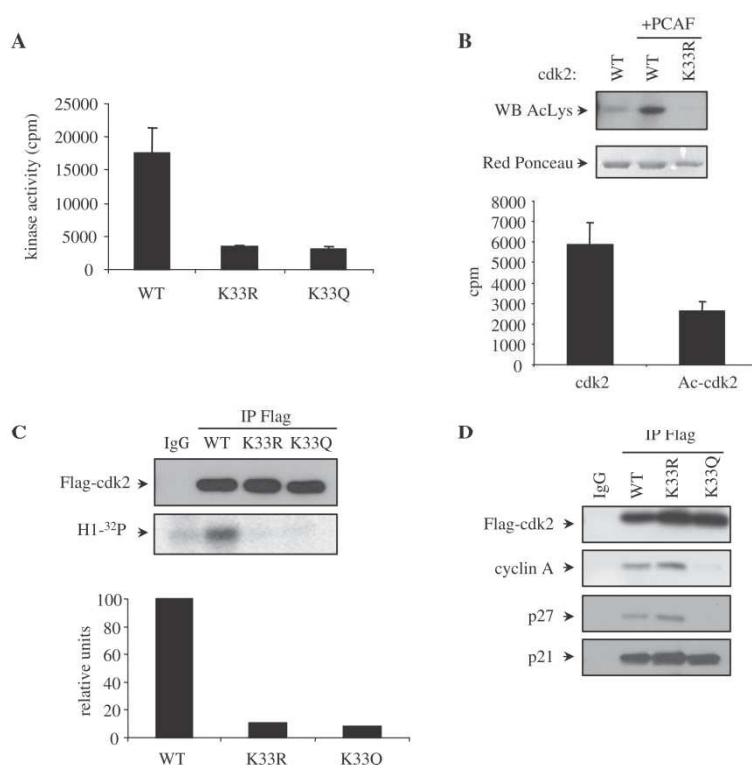 A
kinase activity (cpm)
25000
20000
15000
10000
5000
0
WT K33R K33Q
B
+PCAF
cdk2: WT WT K33R
WB AcLys
Red Ponceau
cpm
8000
7000
6000
5000
4000
3000
2000
1000
0
cdk2 Ac-cdk2
C
IP Flag
IgG WT K33R K33Q
Flag-cdk2
H1-³²P
relative units
100
80
60
40
20
0
WT K33R K33Q
D
IP Flag
IgG WT K33R K33Q
Flag-cdk2
cyclin A
p27
p21